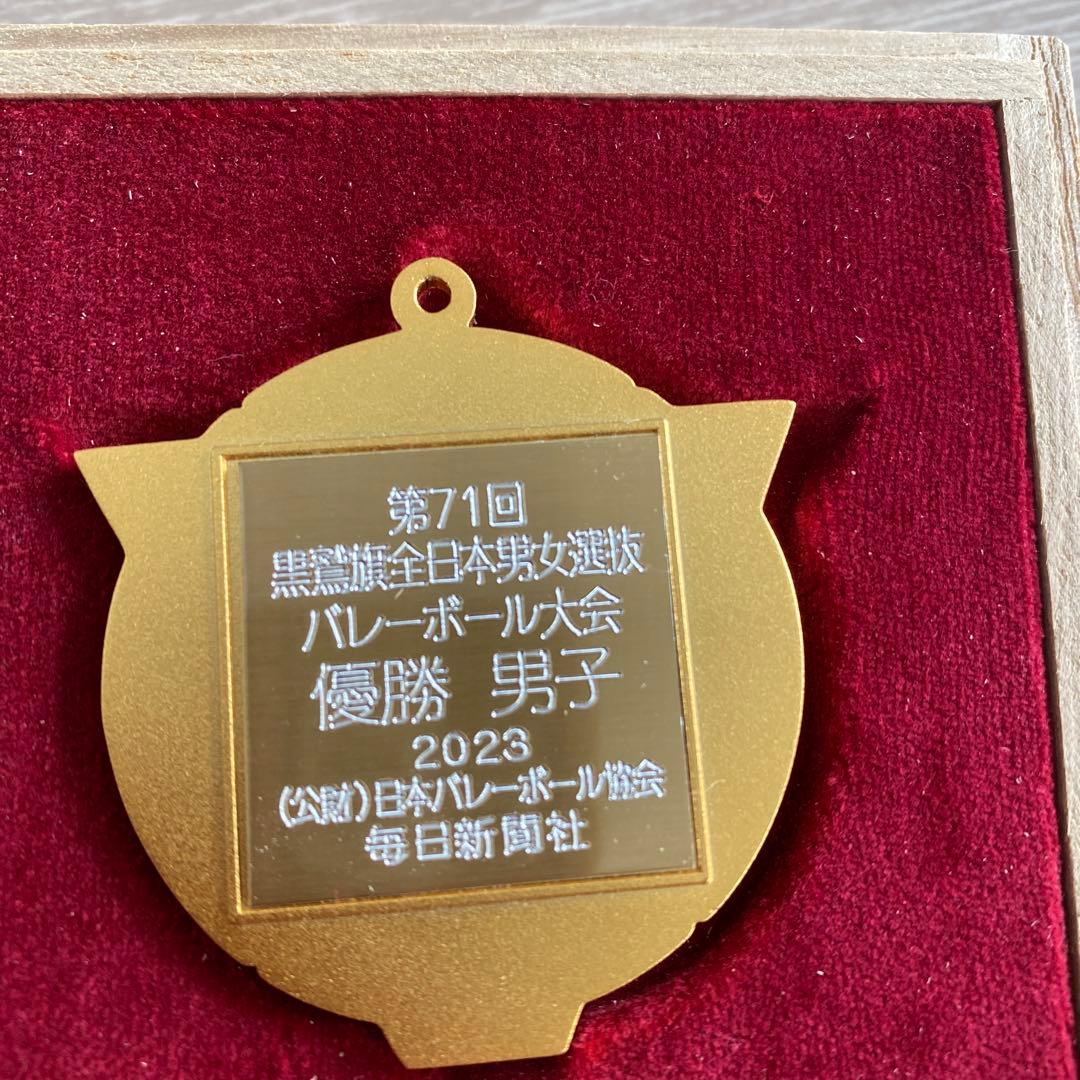 第71回
黒鷲旗全日本男女選抜
バレーボール大会
優勝 男子
2023
(公財)日本バレーボール協会
毎日新聞社